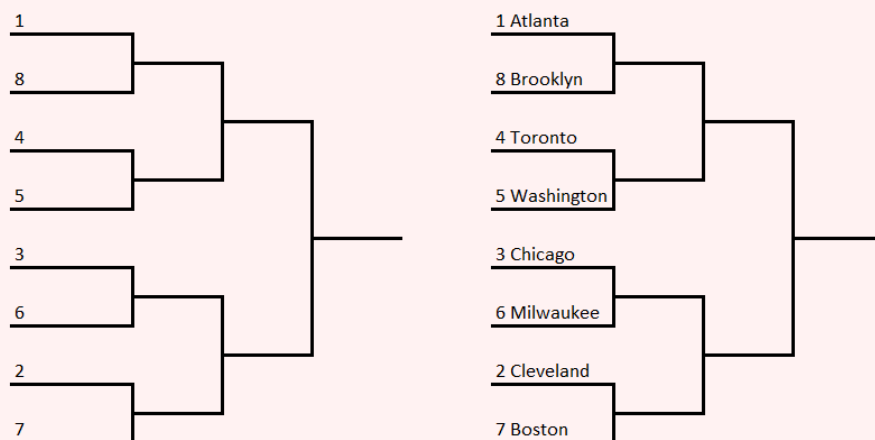 1
8
4
5
3
6
2
7
1 Atlanta
8 Brooklyn
4 Toronto
5 Washington
3 Chicago
6 Milwaukee
2 Cleveland
7 Boston